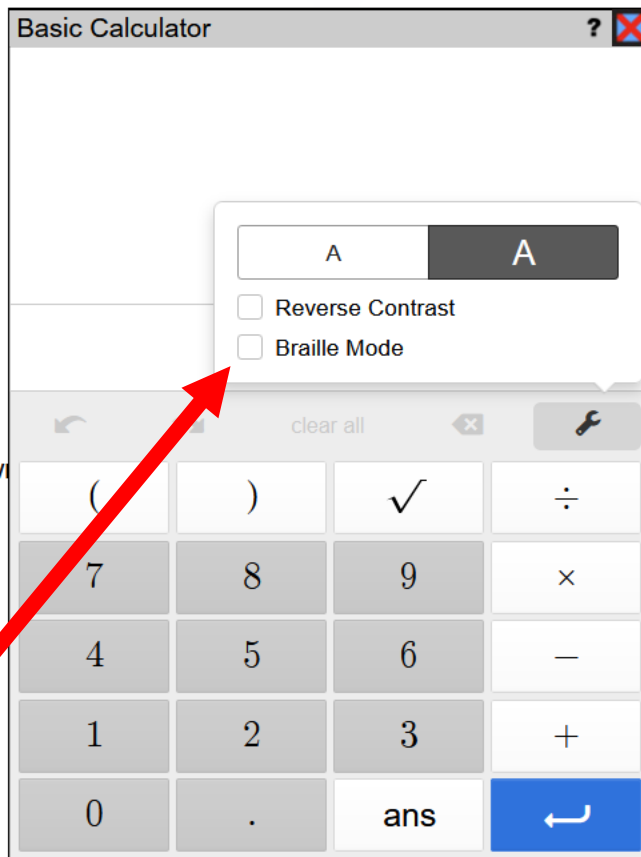 Basic Calculator ?
A A
Reverse Contrast
Braille Mode
clear all
( ) √ ÷
7 8 9 ×
4 5 6 −
1 2 3 +
0 . ans